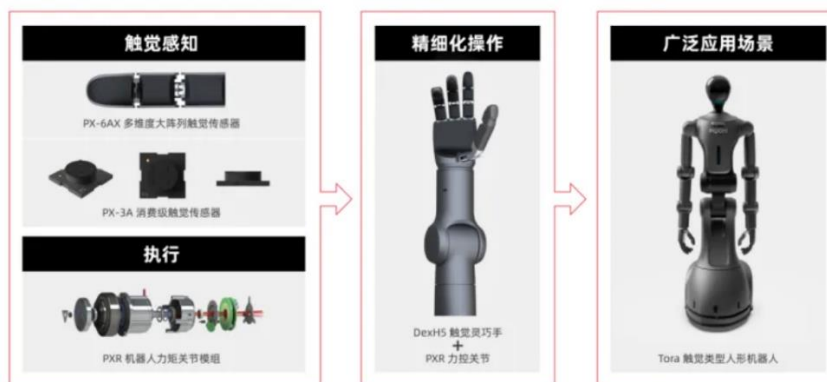 触觉感知
PX-6AX 多维度大阵列触觉传感器
PX-3A 消费级触觉传感器
执行
PXR 机器人力矩关节模组
精细化操作
DexH5 触觉灵巧手
+
PXR 力控关节
广泛应用场景
Tora 触觉类型人形机器人